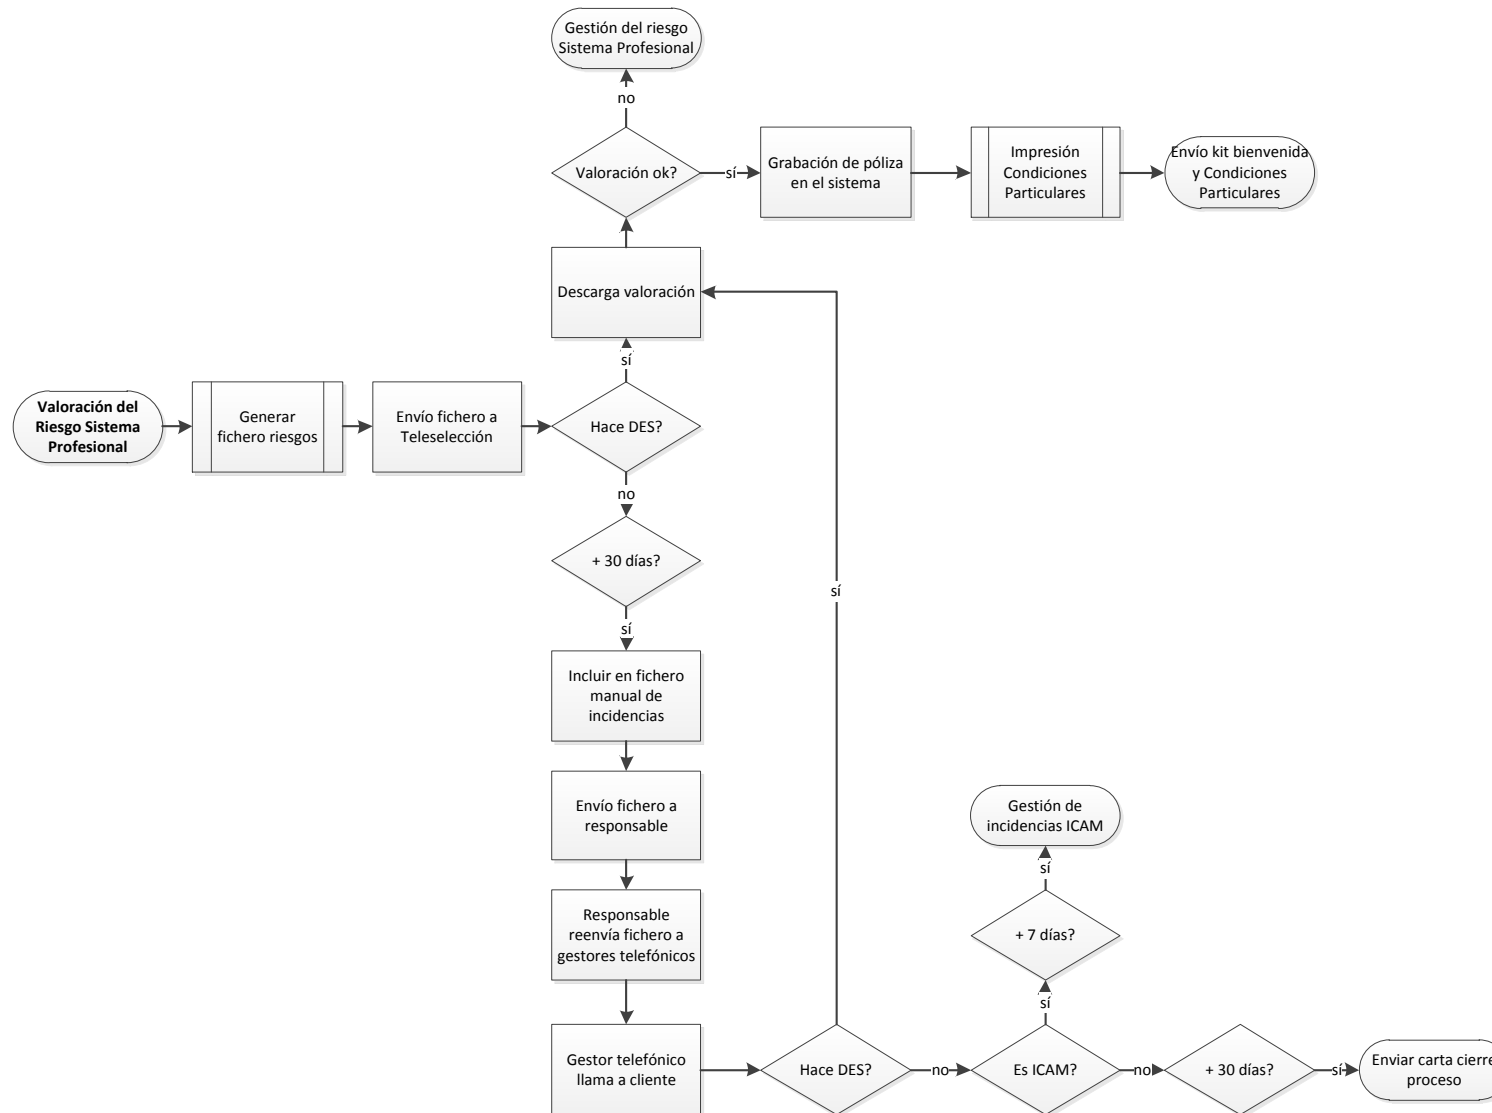 Gestión del riesgo
Sistema Profesional
no
Valoración ok?
sí
Grabación de póliza
en el sistema
Impresión
Condiciones
Particulares
Envío kit bienvenida
y Condiciones
Particulares
Descarga valoración
sí
Valoración del
Riesgo Sistema
Profesional
Generar
fichero riesgos
Envío fichero a
Teleselección
Hace DES?
no
+ 30 días?
sí
sí
Incluir en fichero
manual de
incidencias
Envío fichero a
responsable
Gestión de
incidencias ICAM
sí
Responsable
reenvía fichero a
gestores telefónicos
+ 7 días?
sí
Gestor telefónico
llama a cliente
Hace DES?
no
Es ICAM?
no
+ 30 días?
sí
Enviar carta cierre
proceso